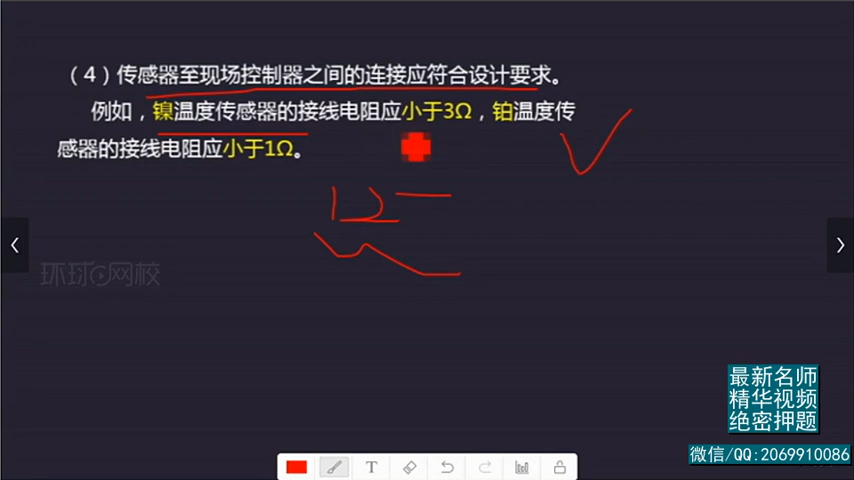 （4）传感器至现场控制器之间的连接应符合设计要求。
例如，镍温度传感器的接线电阻应小于3Ω，铂温度传
感器的接线电阻应小于1Ω。
环球网校
最新名师
精华视频
绝密押题
微信/QQ:2069910086
T